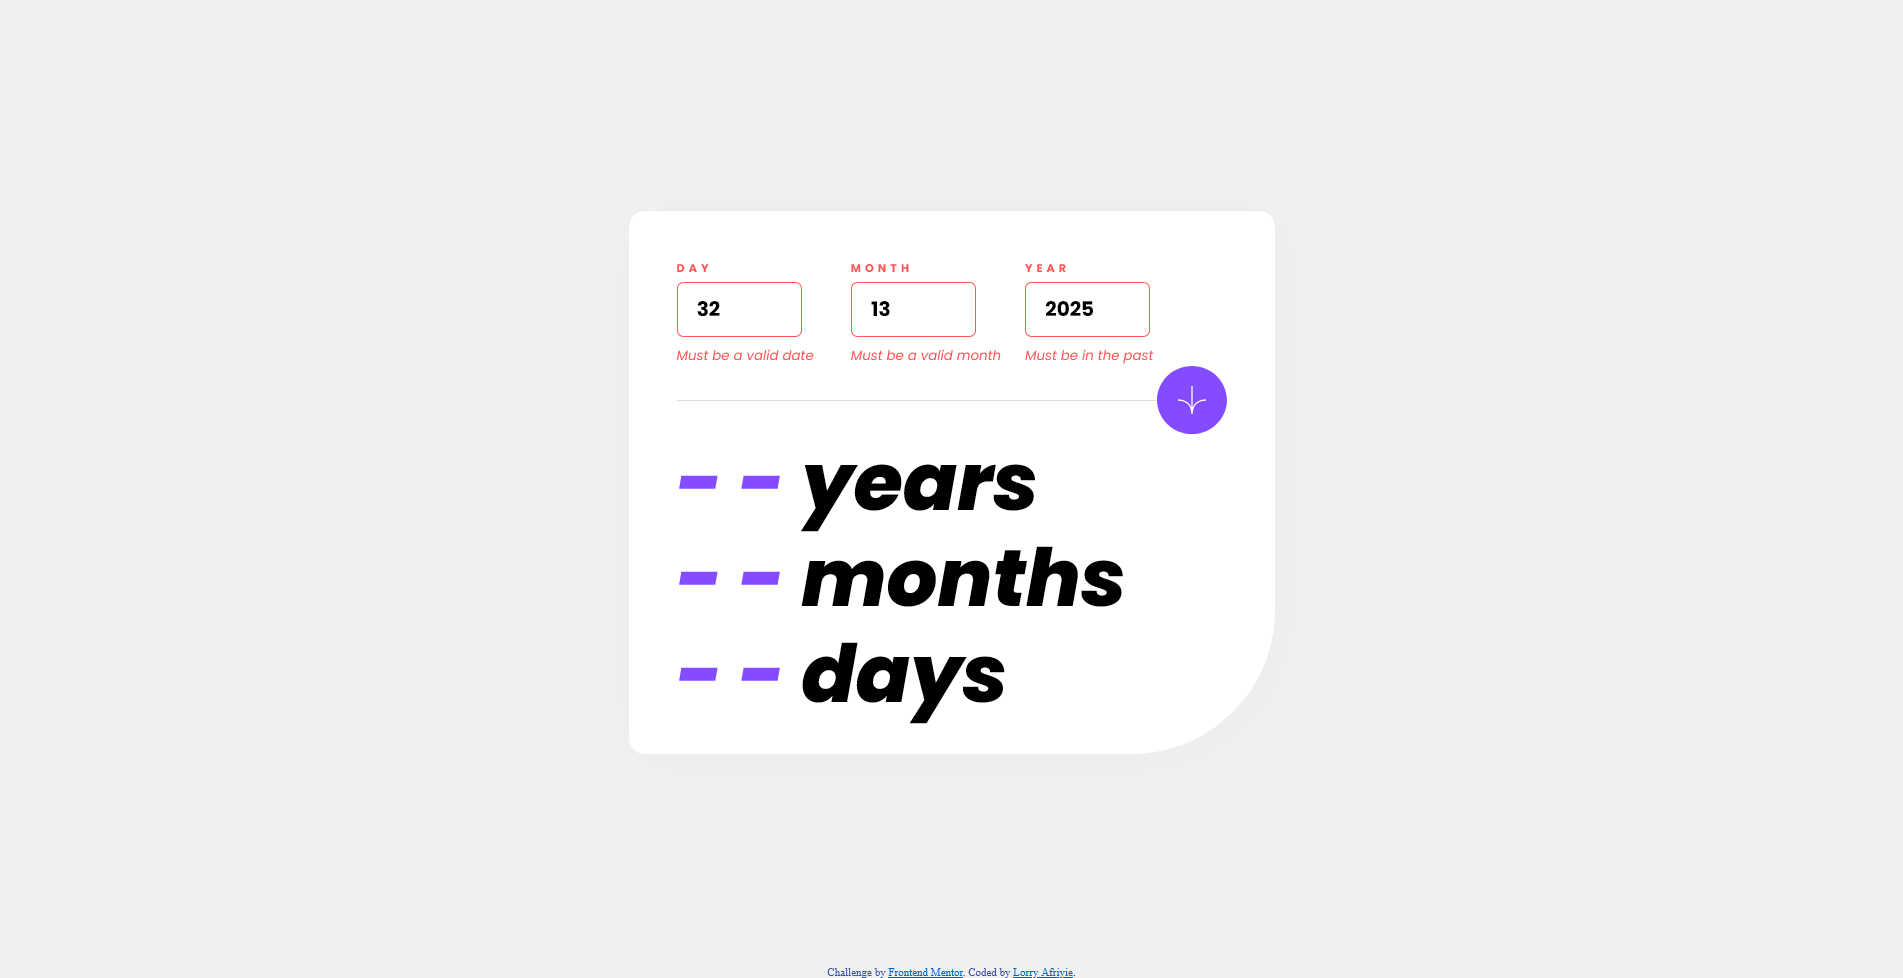 DAY MONTH YEAR
32 13 2025
Must be a valid date Must be a valid month Must be in the past
- - years
- - months
- - days
Challenge by Frontend Mentor. Coded by Lorry Afriyie.